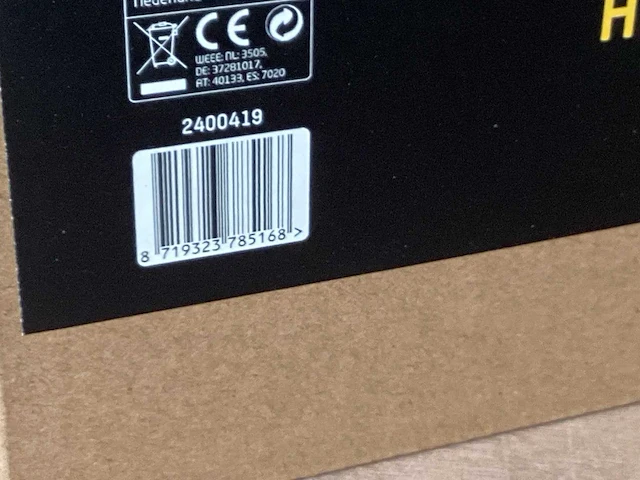 CE
WEEE: NL: 3505,
DE: 37281017,
AT: 40133, ES: 7020
2400419
8 719323 785168 >
H